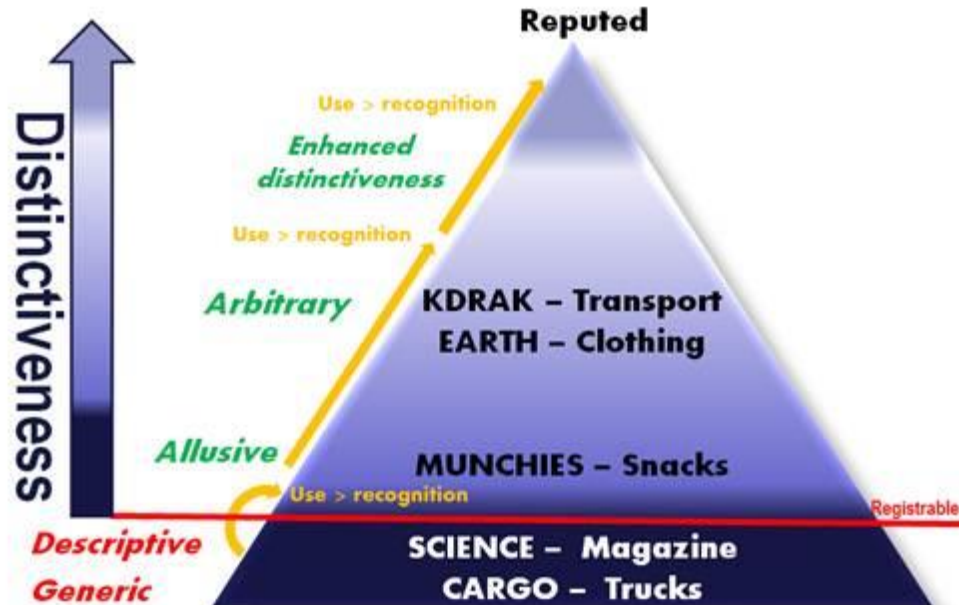 Reputed
Distinctiveness
Use > recognition
Enhanced
distinctiveness
Use > recognition
Arbitrary
KDRAK – Transport
EARTH – Clothing
Allusive
MUNCHIES – Snacks
Use > recognition
Registrable
Descriptive
SCIENCE – Magazine
Generic
CARGO – Trucks